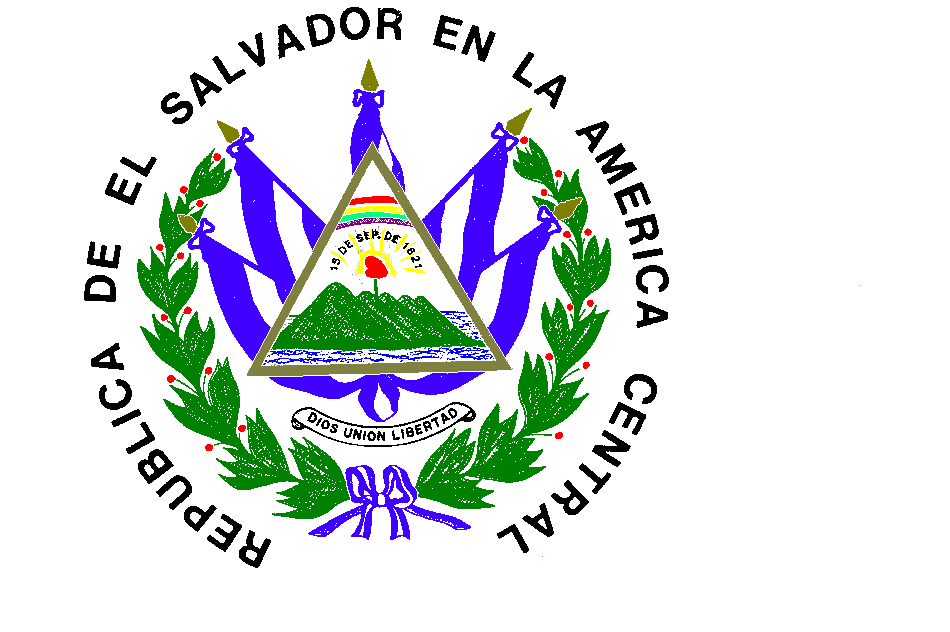 REPUBLICA DE EL SALVADOR EN LA AMERICA CENTRAL
15 DE SEP. DE 1821
DIOS UNION LIBERTAD